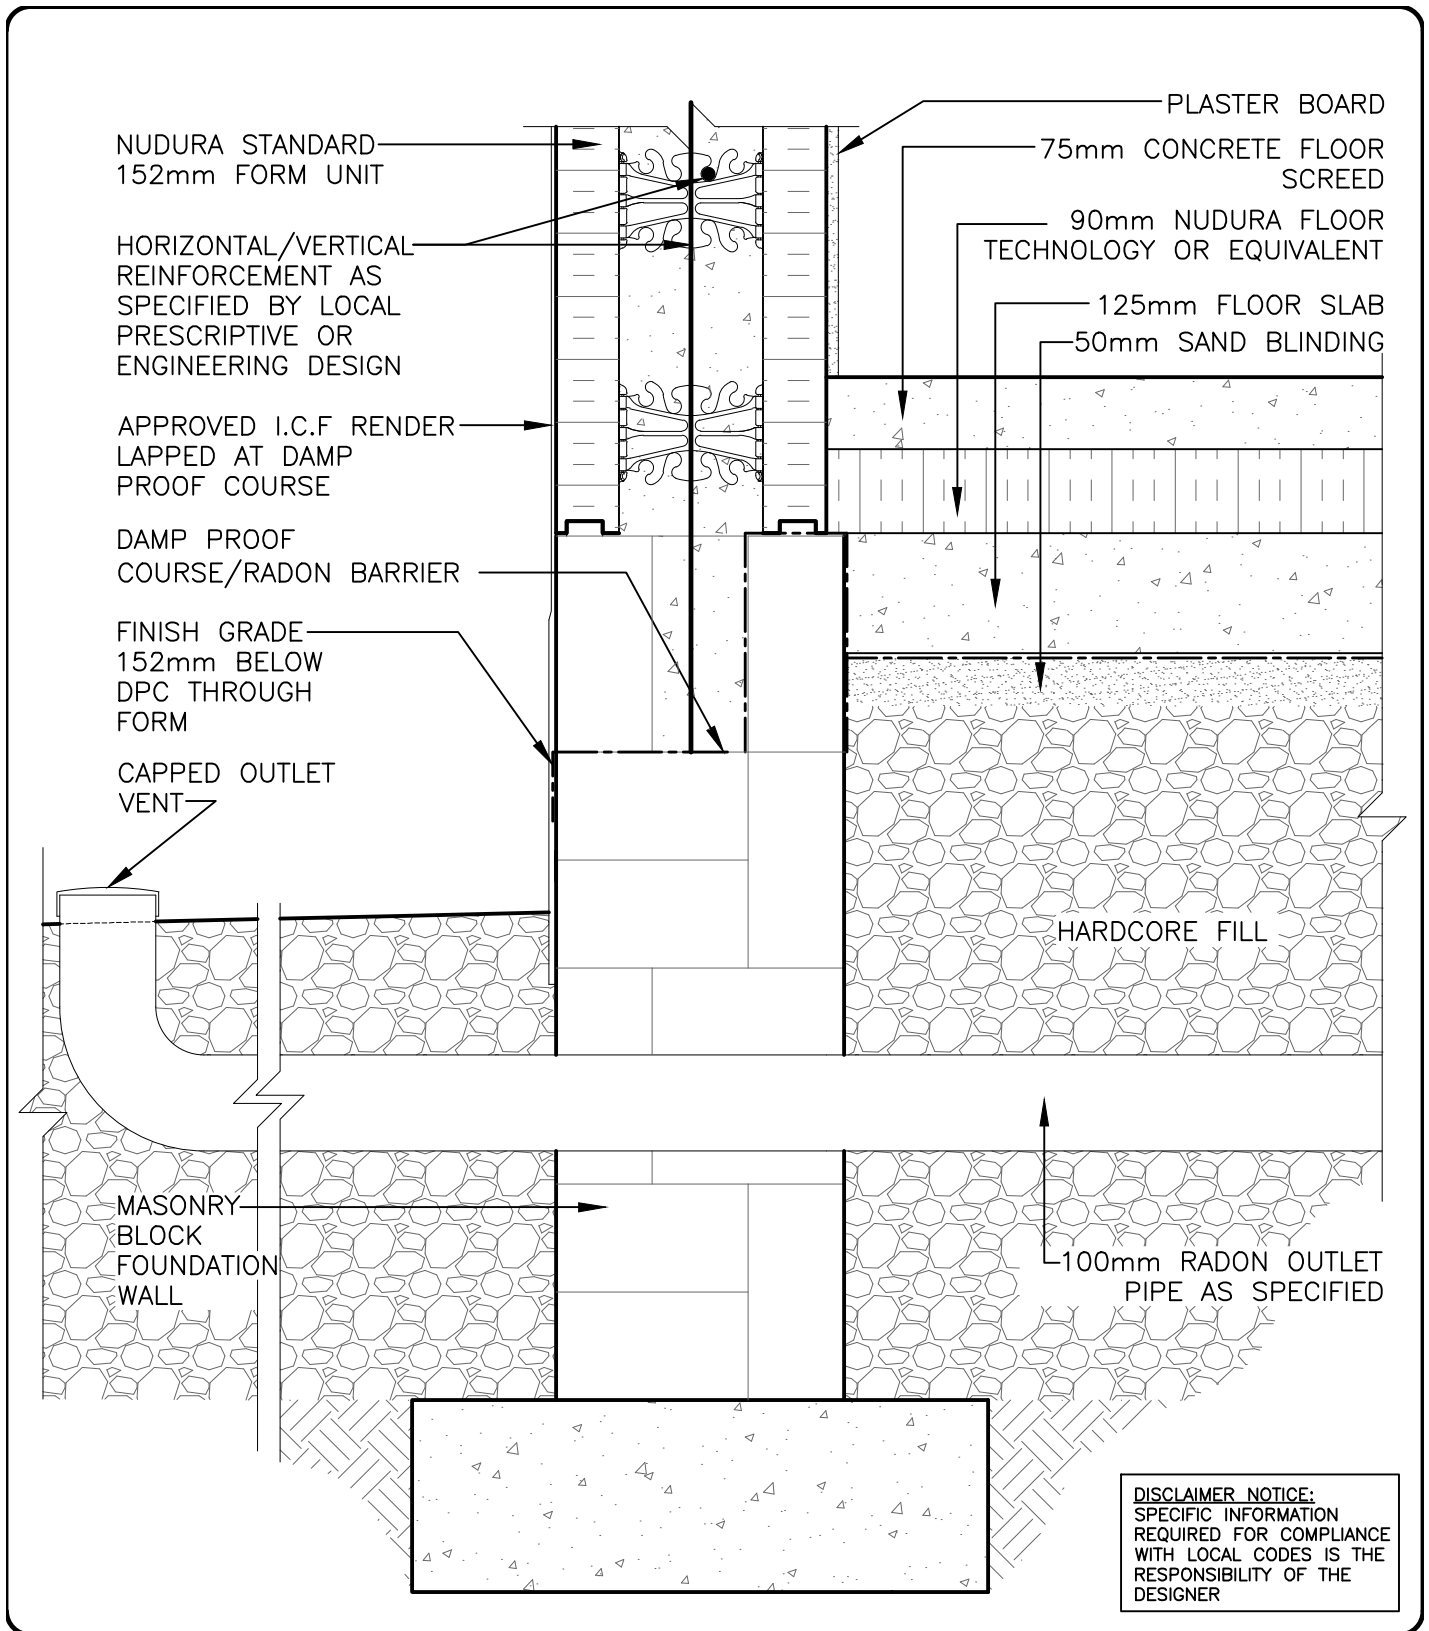 NUDURA STANDARD
152mm FORM UNIT
HORIZONTAL/VERTICAL
REINFORCEMENT AS
SPECIFIED BY LOCAL
PRESCRIPTIVE OR
ENGINEERING DESIGN
APPROVED I.C.F RENDER
LAPPED AT DAMP
PROOF COURSE
DAMP PROOF
COURSE/RADON BARRIER
FINISH GRADE
152mm BELOW
DPC THROUGH
FORM
CAPPED OUTLET
VENT
MASONRY
BLOCK
FOUNDATION
WALL
PLASTER BOARD
75mm CONCRETE FLOOR
SCREED
90mm NUDURA FLOOR
TECHNOLOGY OR EQUIVALENT
125mm FLOOR SLAB
50mm SAND BLINDING
HARDCORE FILL
100mm RADON OUTLET
PIPE AS SPECIFIED
DISCLAIMER NOTICE:
SPECIFIC INFORMATION
REQUIRED FOR COMPLIANCE
WITH LOCAL CODES IS THE
RESPONSIBILITY OF THE
DESIGNER